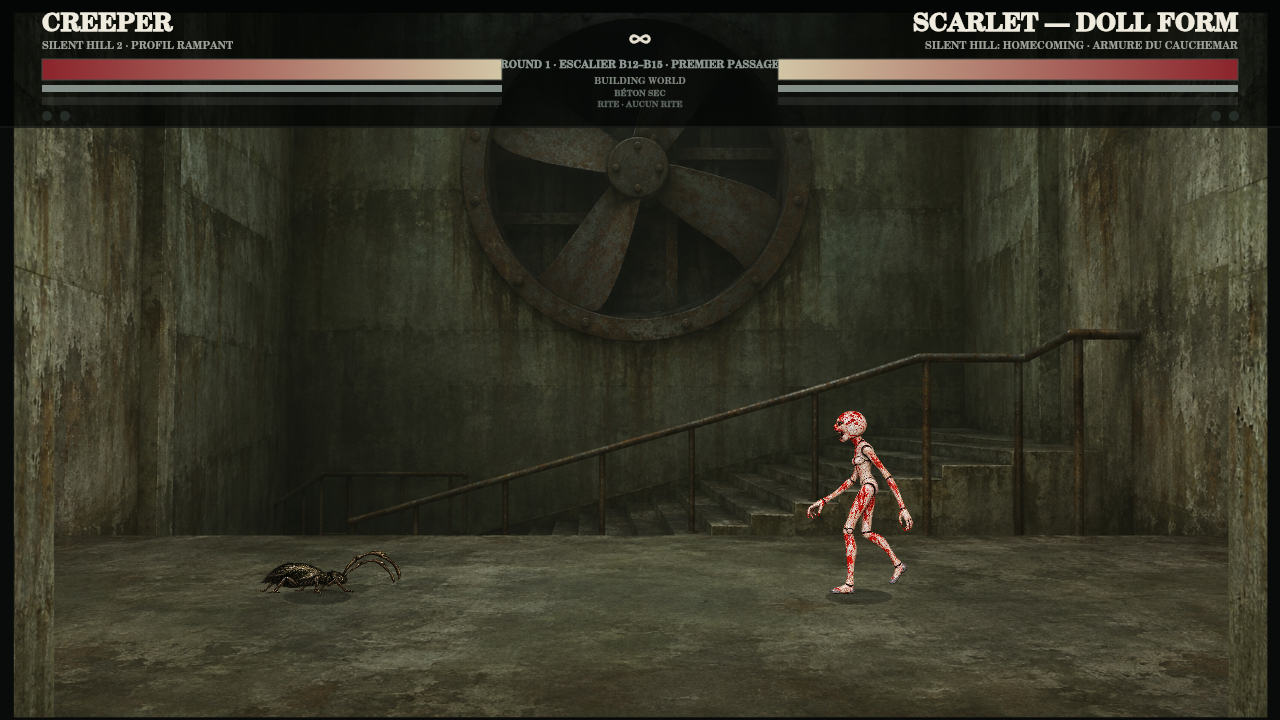 CREEPER
SILENT HILL 2 · PROFIL RAMPANT
∞
ROUND 1 · ESCALIER B12–B15 · PREMIER PASSAGE
BUILDING WORLD
BÉTON SEC
RITE · AUCUN RITE
SCARLET — DOLL FORM
SILENT HILL: HOMECOMING · ARMURE DU CAUCHEMAR